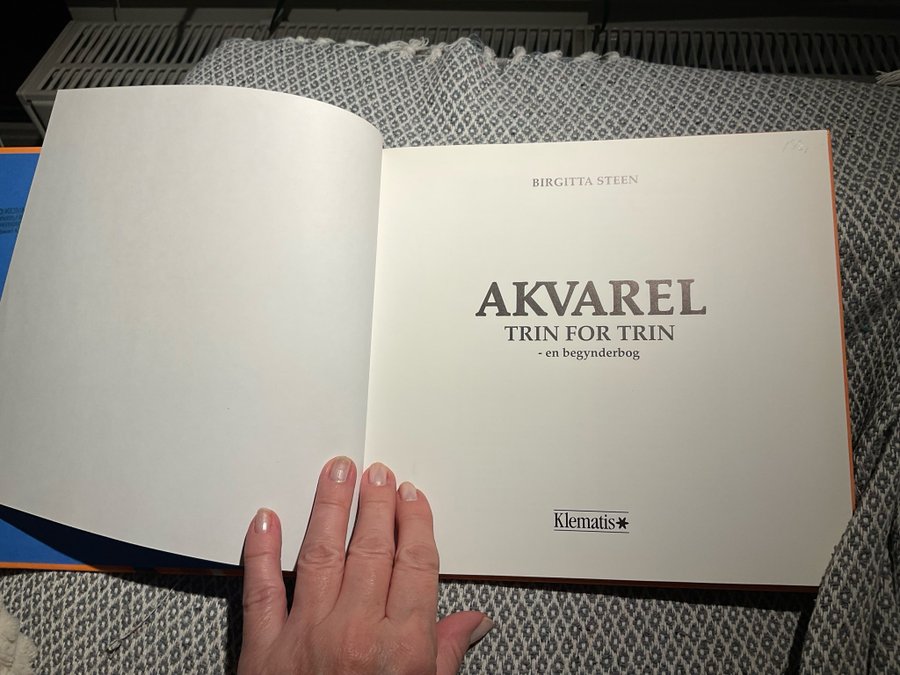 BIRGITTA STEEN
AKVAREL
TRIN FOR TRIN
- en begynderbog
Klematis